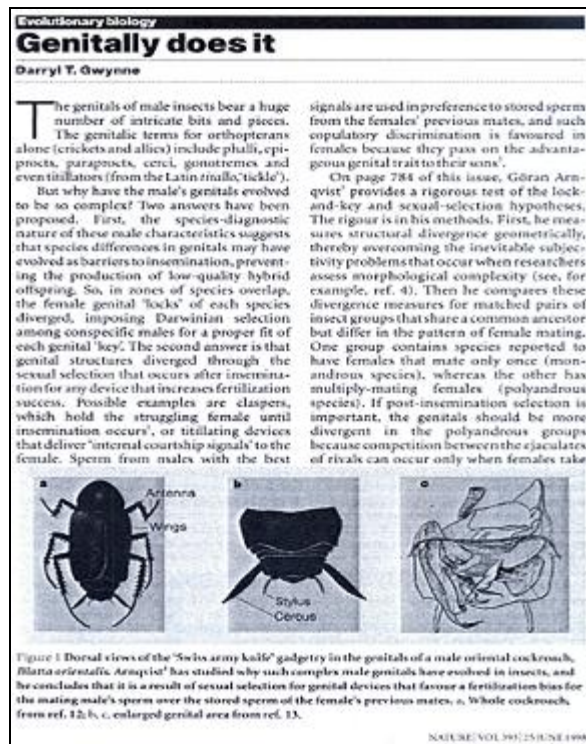 Evolutionary biology
Genitally does it
Darryl T. Gwynne
The genitals of male insects bear a huge
number of intricate bits and pieces.
The genitalic terms for orthopterans
alone (crickets and allies) include phalli, epi-
procts, paraprocts, cerci, gonotremes and
even titillators (from the Latin titallo, 'tickle').
But why have the male's genitals evolved
to be so complex? Two answers have been
proposed. First, the species-diagnostic
nature of these male characteristics suggests
that species differences in genitals may have
evolved as barriers to insemination, prevent-
ing the production of low-quality hybrid
offspring. So, in zones of species overlap,
the female genital 'locks' of each species
diverged, imposing Darwinian selection
among conspecific males for a proper fit of
each genital 'key'. The second answer is that
genital structures diverged through the
sexual selection that occurs after insemina-
tion for any device that increases fertilization
success. Possible examples are claspers,
which hold the struggling female until
insemination occurs', or titillating devices
that deliver 'internal courtship signals' to the
female. Sperm from males with the best
signals are used in preference to stored sperm
from the females' previous mates, and such
copulatory discrimination is favoured in
females because they pass on the advanta-
geous genital trait to their sons'.
On page 784 of this issue, Göran Arn-
qvist' provides a rigorous test of the lock-
and-key and sexual-selection hypotheses.
The rigour is in his methods. First, he mea-
sures structural divergence geometrically,
thereby overcoming the inevitable subjec-
tivity problems that occur when researchers
assess morphological complexity (see, for
example, ref. 4). Then he compares these
divergence measures for matched pairs of
insect groups that share a common ancestor
but differ in the pattern of female mating.
One group contains species reported to
have females that mate only once (mon-
androus species), whereas the other has
multiply-mating females (polyandrous
species). If post-insemination selection is
important, the genitals should be more
divergent in the polyandrous groups
because competition between the ejaculates
of rivals can occur only when females take
a
Antenna
Wings
b
Stylus
Cercus
c
Figure 1 Dorsal views of the 'Swiss army knife' gadgetry in the genitals of a male oriental cockroach,
Blatta orientalis. Arnqvist' has studied why such complex male genitals have evolved in insects, and
he concludes that it is a result of sexual selection for genital devices that favour a fertilization bias for
the mating male's sperm over the stored sperm of the female's previous mates. a, Whole cockroach,
from ref. 12; b, c, enlarged genital area from ref. 13.
NATURE | VOL 393 | 25 JUNE 1998